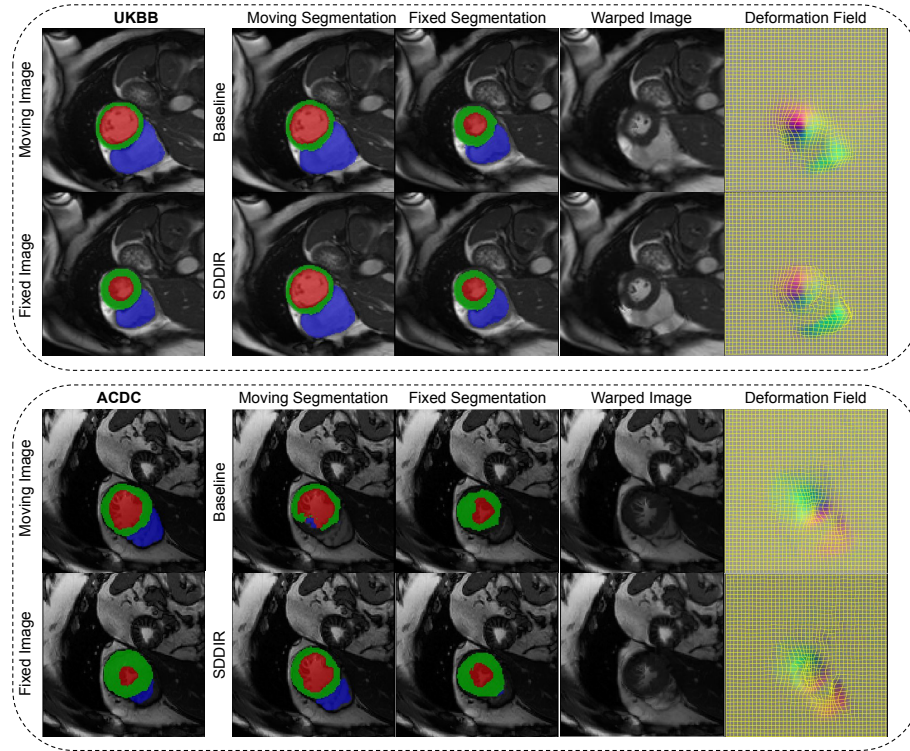 UKBB Moving Segmentation Fixed Segmentation Warped Image Deformation Field
Moving Image
Baseline
Fixed Image
SDDIR
ACDC Moving Segmentation Fixed Segmentation Warped Image Deformation Field
Moving Image
Baseline
Fixed Image
SDDIR